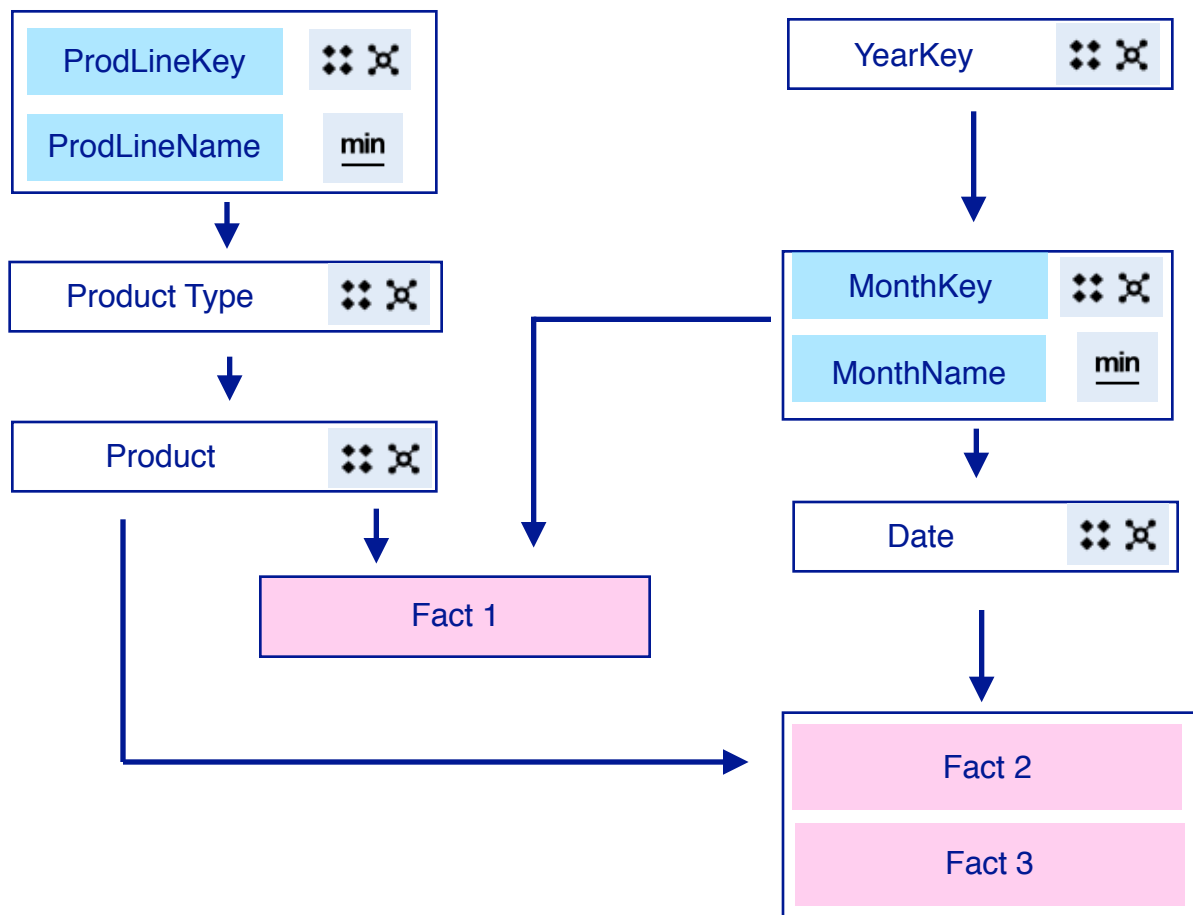 ProdLineKey
ProdLineName
min
Product Type
Product
Fact 1
YearKey
MonthKey
MonthName
min
Date
Fact 2
Fact 3